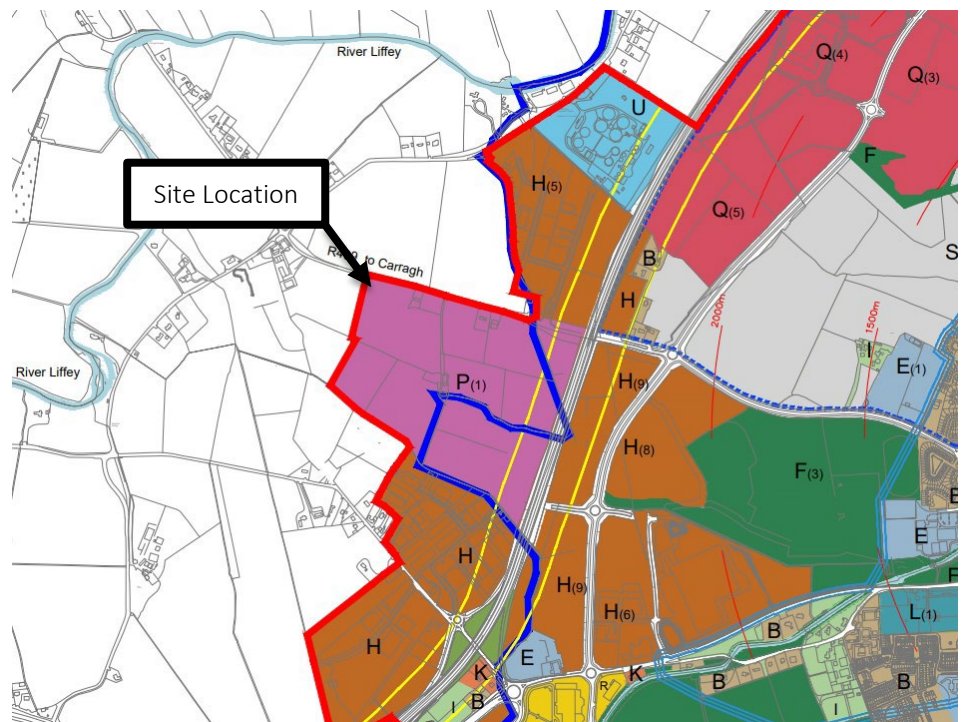 River Liffey
Q(4)
Q(3)
U
F
Site Location
H(5)
Q(5)
S
B
R409 to Carragh
H
2000m
1500m
I
E(1)
River Liffey
P(1)
H(9)
H(8)
F(3)
B
E
H
F
H(9)
H(6)
L(1)
B
H
E
K
K
B
B
B
R
I
I